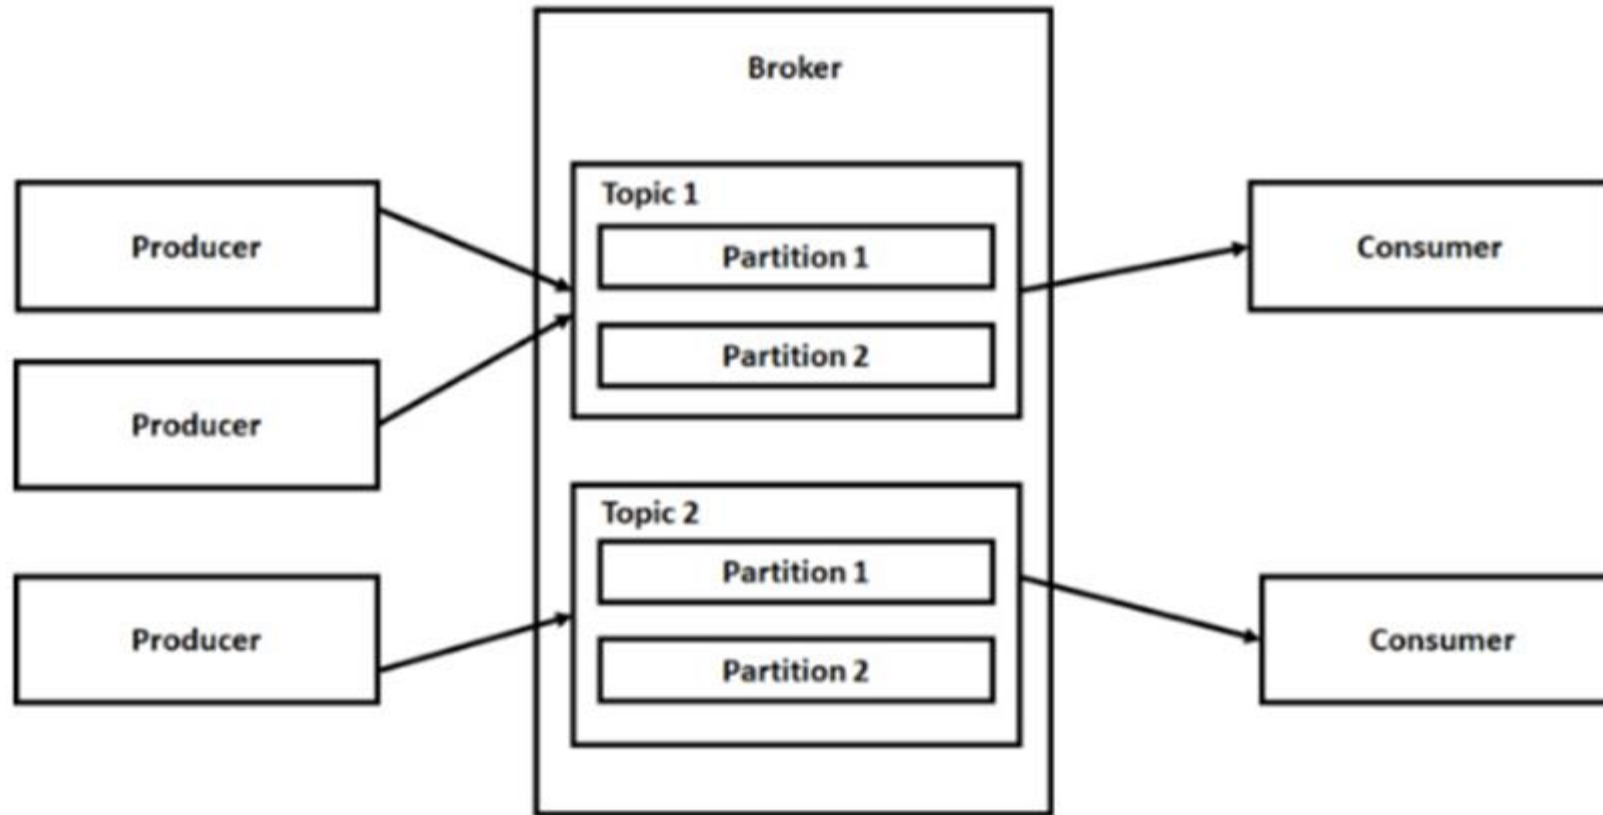 Broker
Producer
Producer
Producer
Topic 1
Partition 1
Partition 2
Topic 2
Partition 1
Partition 2
Consumer
Consumer